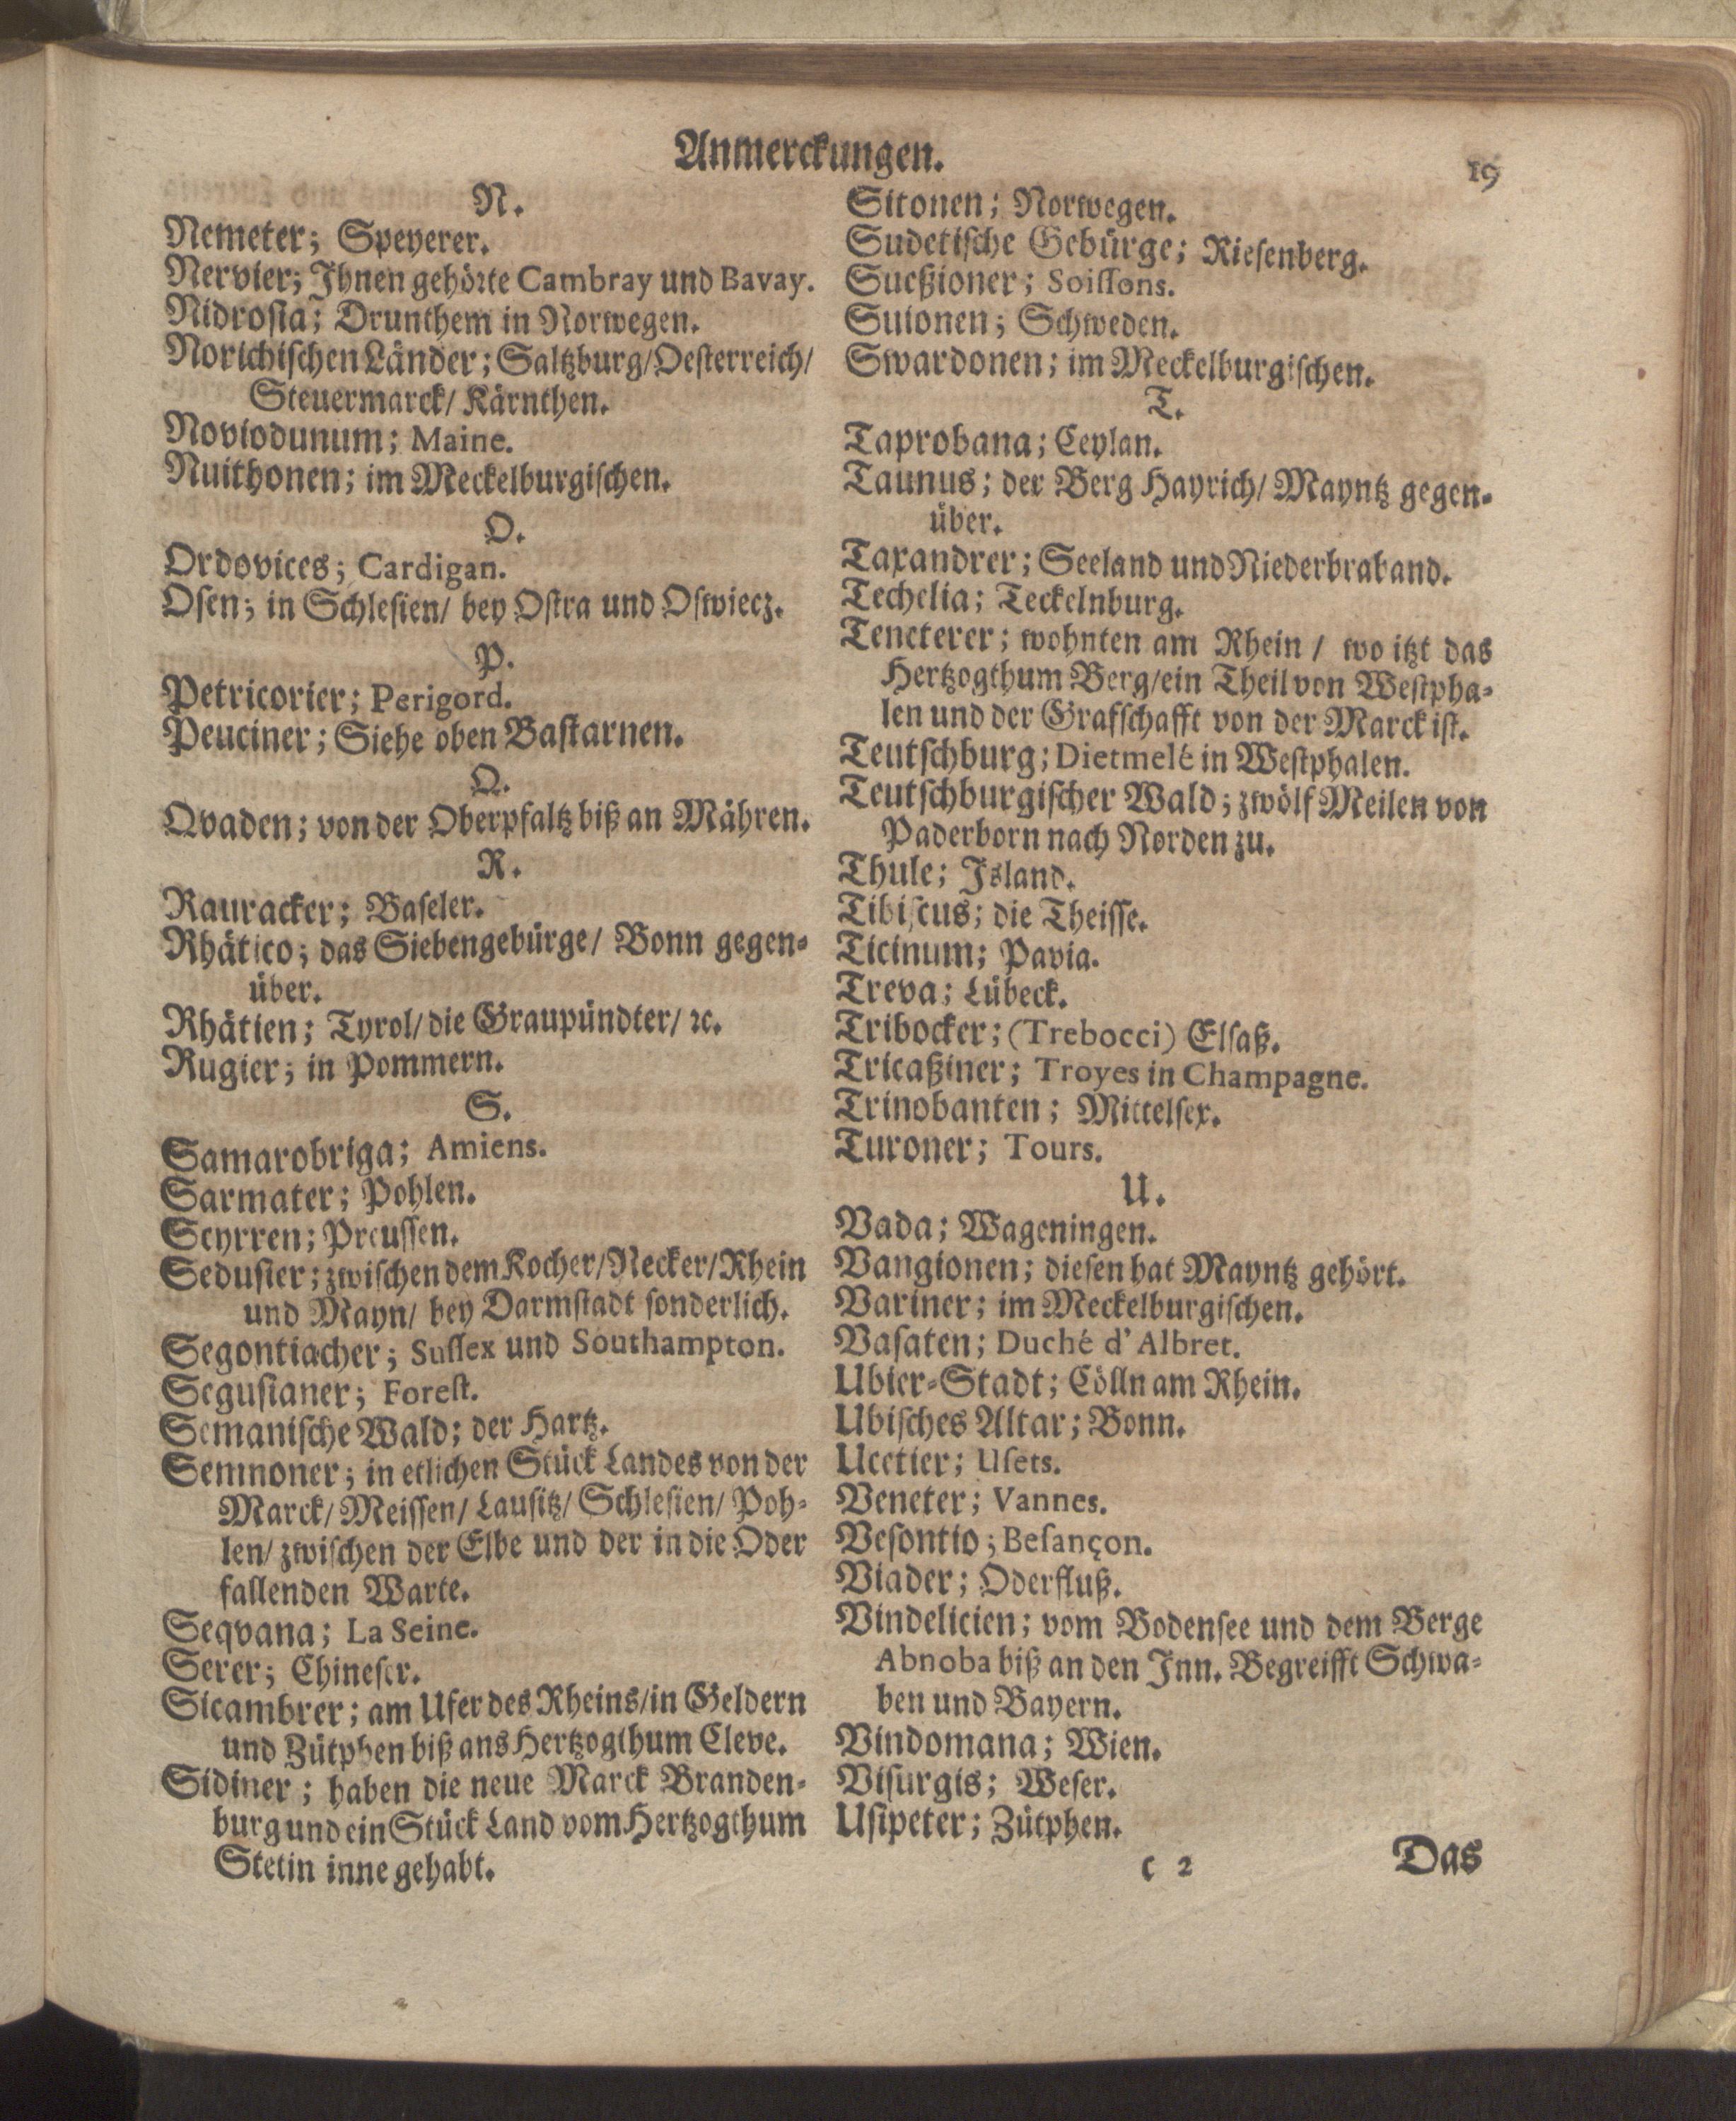 Anmerckungen.
19
N.
Nemeter; Speyerer.
Nervier; Ihnen gehörte Cambray und Bavay.
Nidrosia; Drunthem in Norwegen.
Norichischen Länder; Saltzburg/Oesterreich/
Steuermarck/ Kärnthen.
Noviodunum; Maine.
Nuithonen; im Meckelburgischen.
O.
Ordovices; Cardigan.
Osen; in Schlesien/ bey Ostra und Oswiecz.
P.
Petricorier; Perigord.
Peuciner; Siehe oben Bastarnen.
Q.
Qvaden; von der Oberpfaltz biß an Mähren.
R.
Rauracker; Baseler.
Rhätico; das Siebengebürge/ Bonn gegen-
über.
Rhätien; Tyrol/ die Graupündter/ ꝛc.
Rugier; in Pommern.
S.
Samarobriga; Amiens.
Sarmater; Pohlen.
Scyrren; Preussen.
Sedusier; zwischen dem Kocher/Necker/Rhein
und Mayn/ bey Darmstadt sonderlich.
Segontiacher; Sussex und Southampton.
Segusianer; Forest.
Semanische Wald; der Hartz.
Semnoner; in etlichen Stück Landes von der
Marck/ Meissen/ Lausitz/ Schlesien/ Poh-
len/ zwischen der Elbe und der in die Oder
fallenden Warte.
Seqvana; La Seine.
Serer; Chineser.
Sicambrer; am Ufer des Rheins/in Geldern
und Zütphen biß ans Hertzogthum Cleve.
Sidiner; haben die neue Marck Branden-
burg und ein Stück Land vom Hertzogthum
Stetin inne gehabt.
Sitonen; Norwegen.
Sudetische Gebürge; Riesenberg.
Sueßioner; Soissons.
Suionen; Schweden.
Swardonen; im Meckelburgischen.
T.
Taprobana; Ceylan.
Taunus; der Berg Hayrich/ Mayntz gegen-
über.
Taxandrer; Seeland und Niederbraband.
Techelia; Teckelnburg.
Tencterer; wohnten am Rhein / wo itzt das
Hertzogthum Berg/ein Theil von Westpha-
len und der Grafschafft von der Marck ist.
Teutschburg; Dietmelé in Westphalen.
Teutschburgischer Wald; zwölf Meilen von
Paderborn nach Norden zu.
Thule; Island.
Tibiscus; die Theisse.
Ticinum; Pavia.
Treva; Lübeck.
Tribocker; (Trebocci) Elsaß.
Tricaßiner; Troyes in Champagne.
Trinobanten; Mittelsex.
Turoner; Tours.
U.
Vada; Wageningen.
Vangionen; diesen hat Mayntz gehört.
Variner; im Meckelburgischen.
Vasaten; Duché d'Albret.
Ubier-Stadt; Cölln am Rhein.
Ubisches Altar; Bonn.
Ucetier; Usets.
Veneter; Vannes.
Vesontio; Besançon.
Viader; Oderfluß.
Vindelicien; vom Bodensee und dem Berge
Abnoba biß an den Inn. Begreifft Schwa-
ben und Bayern.
Vindomana; Wien.
Visurgis; Weser.
Usipeter; Zütphen.
c 2
Das